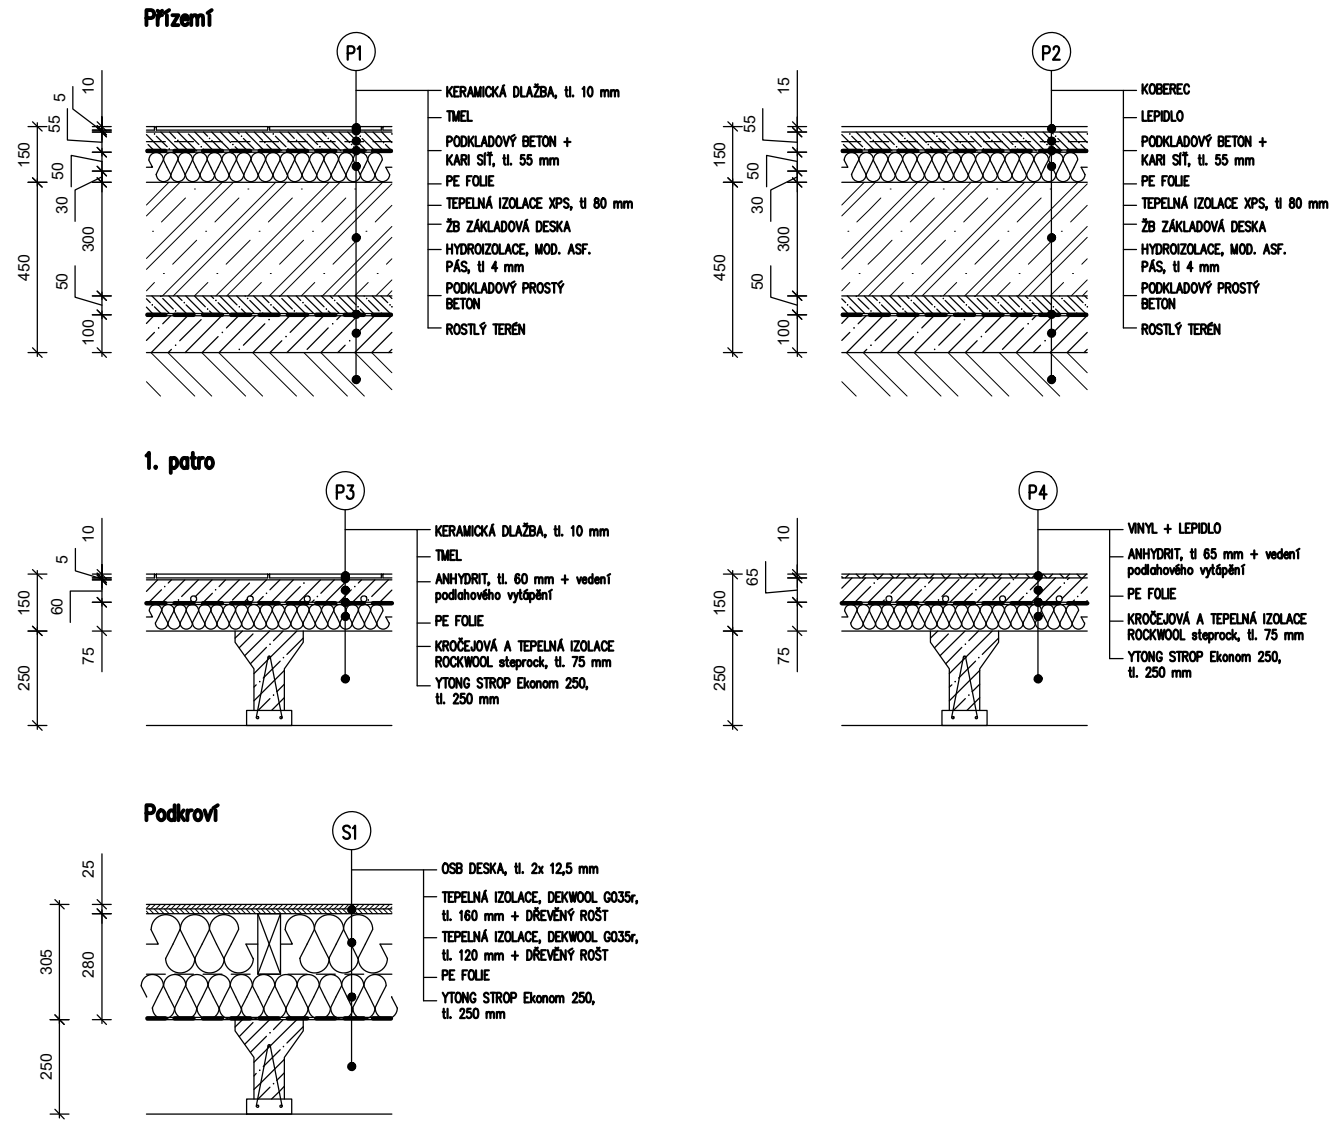 Přízemí
P1
KERAMICKÁ DLAŽBA, tl. 10 mm
TMEL
PODKLADOVÝ BETON +
KARI SÍŤ, tl. 55 mm
PE FOLIE
TEPELNÁ IZOLACE XPS, tl 80 mm
ŽB ZÁKLADOVÁ DESKA
HYDROIZOLACE, MOD. ASF.
PÁS, tl 4 mm
PODKLADOVÝ PROSTÝ
BETON
ROSTLÝ TERÉN
10
5
55
150
50
30
300
450
50
100
P2
KOBEREC
LEPIDLO
PODKLADOVÝ BETON +
KARI SÍŤ, tl. 55 mm
PE FOLIE
TEPELNÁ IZOLACE XPS, tl 80 mm
ŽB ZÁKLADOVÁ DESKA
HYDROIZOLACE, MOD. ASF.
PÁS, tl 4 mm
PODKLADOVÝ PROSTÝ
BETON
ROSTLÝ TERÉN
15
55
150
50
30
300
450
50
100
1. patro
P3
KERAMICKÁ DLAŽBA, tl. 10 mm
TMEL
ANHYDRIT, tl. 60 mm + vedení
podlahového vytápění
PE FOLIE
KROČEJOVÁ A TEPELNÁ IZOLACE
ROCKWOOL steprock, tl. 75 mm
YTONG STROP Ekonom 250,
tl. 250 mm
10
5
60
150
75
250
P4
VINYL + LEPIDLO
ANHYDRIT, tl 65 mm + vedení
podlahového vytápění
PE FOLIE
KROČEJOVÁ A TEPELNÁ IZOLACE
ROCKWOOL steprock, tl. 75 mm
YTONG STROP Ekonom 250,
tl. 250 mm
10
65
150
75
250
Podkroví
S1
OSB DESKA, tl. 2x 12,5 mm
TEPELNÁ IZOLACE, DEKWOOL G035r,
tl. 160 mm + DŘEVĚNÝ ROŠT
TEPELNÁ IZOLACE, DEKWOOL G035r,
tl. 120 mm + DŘEVĚNÝ ROŠT
PE FOLIE
YTONG STROP Ekonom 250,
tl. 250 mm
25
305
280
250